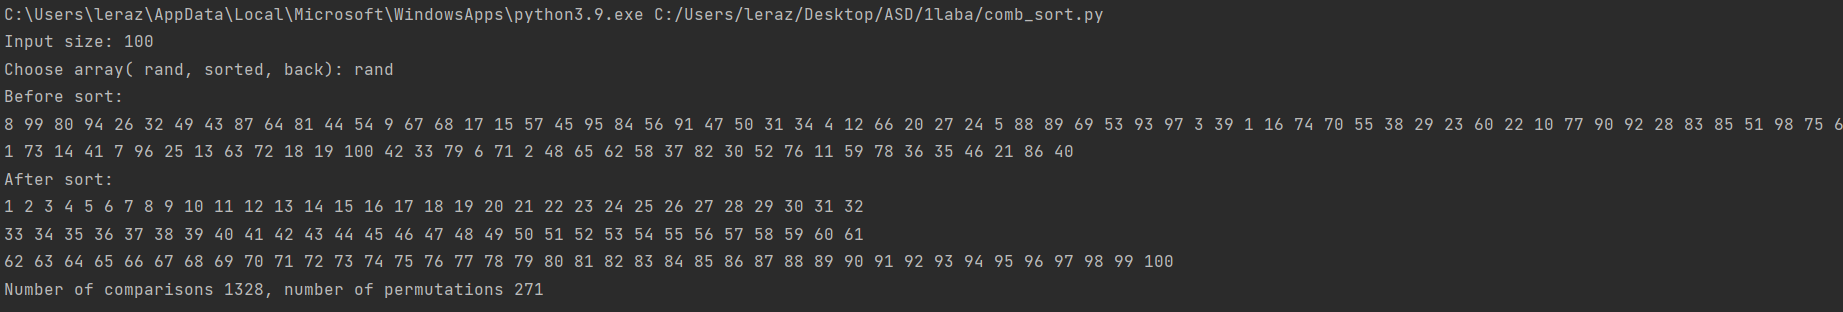 C:\Users\leraz\AppData\Local\Microsoft\WindowsApps\python3.9.exe C:/Users/leraz/Desktop/ASD/1laba/comb_sort.py
Input size: 100
Choose array( rand, sorted, back): rand
Before sort:
8 99 80 94 26 32 49 43 87 64 81 44 54 9 67 68 17 15 57 45 95 84 56 91 47 50 31 34 4 12 66 20 27 24 5 88 89 69 53 93 97 3 39 1 16 74 70 55 38 29 23 60 22 10 77 90 92 28 83 85 51 98 75 6
1 73 14 41 7 96 25 13 63 72 18 19 100 42 33 79 6 71 2 48 65 62 58 37 82 30 52 76 11 59 78 36 35 46 21 86 40
After sort:
1 2 3 4 5 6 7 8 9 10 11 12 13 14 15 16 17 18 19 20 21 22 23 24 25 26 27 28 29 30 31 32
33 34 35 36 37 38 39 40 41 42 43 44 45 46 47 48 49 50 51 52 53 54 55 56 57 58 59 60 61
62 63 64 65 66 67 68 69 70 71 72 73 74 75 76 77 78 79 80 81 82 83 84 85 86 87 88 89 90 91 92 93 94 95 96 97 98 99 100
Number of comparisons 1328, number of permutations 271